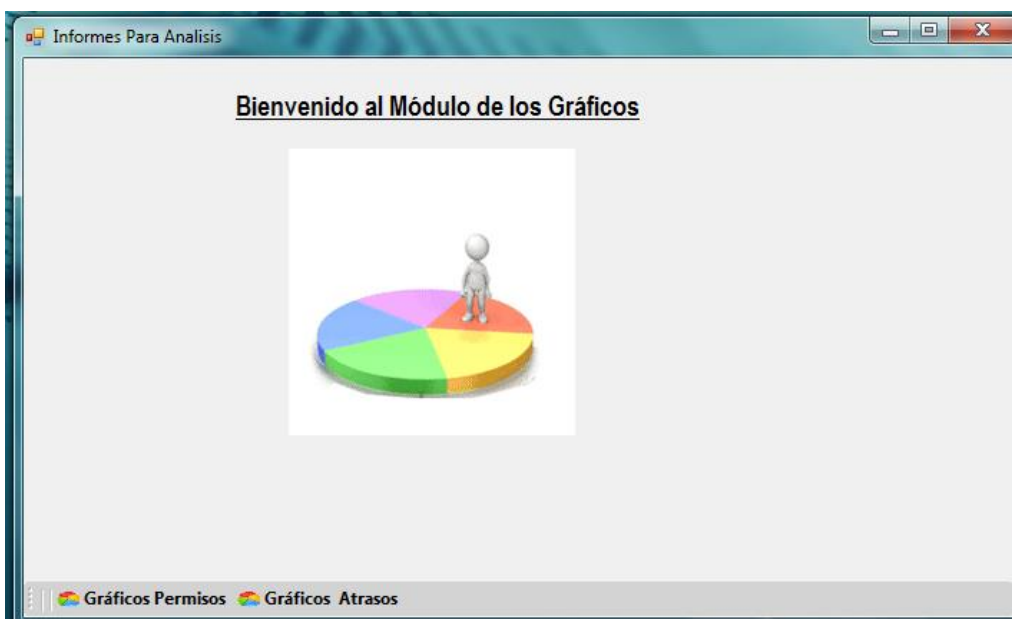 Informes Para Analisis
Bienvenido al Módulo de los Gráficos
Gráficos Permisos Gráficos Atrasos